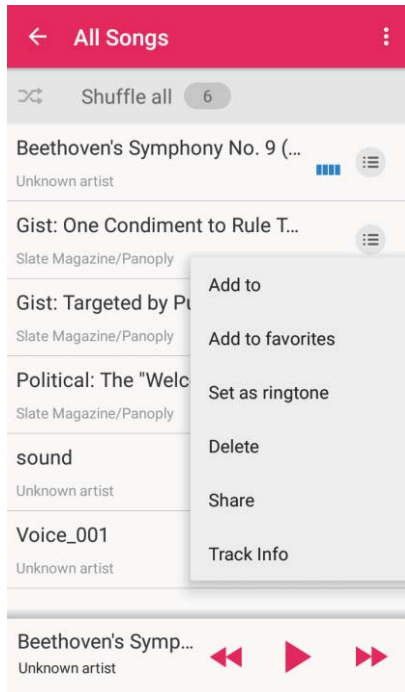 All Songs
Shuffle all 6
Beethoven's Symphony No. 9 (...
Unknown artist
Gist: One Condiment to Rule T...
Slate Magazine/Panoply
Gist: Targeted by Pu
Slate Magazine/Panoply
Political: The "Welc
Slate Magazine/Panoply
sound
Unknown artist
Voice_001
Unknown artist
Add to
Add to favorites
Set as ringtone
Delete
Share
Track Info
Beethoven's Symp...
Unknown artist